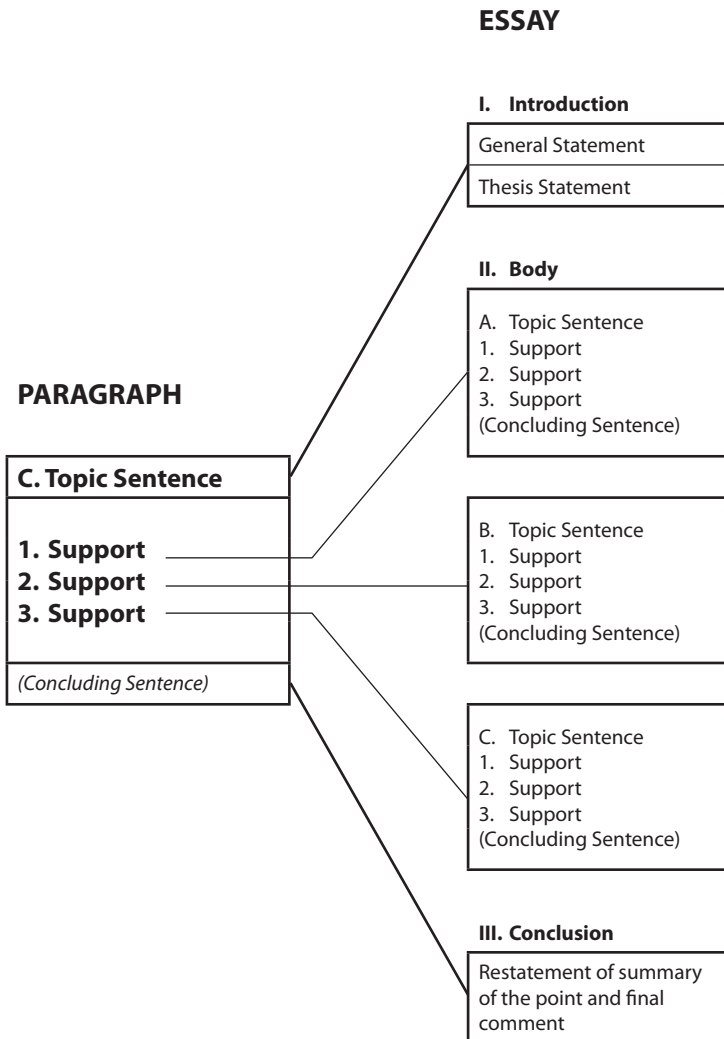 ESSAY
I. Introduction
General Statement
Thesis Statement
II. Body
A. Topic Sentence
1. Support
2. Support
3. Support
(Concluding Sentence)
PARAGRAPH
C. Topic Sentence
1. Support
2. Support
3. Support
(Concluding Sentence)
B. Topic Sentence
1. Support
2. Support
3. Support
(Concluding Sentence)
C. Topic Sentence
1. Support
2. Support
3. Support
(Concluding Sentence)
III. Conclusion
Restatement of summary
of the point and final
comment